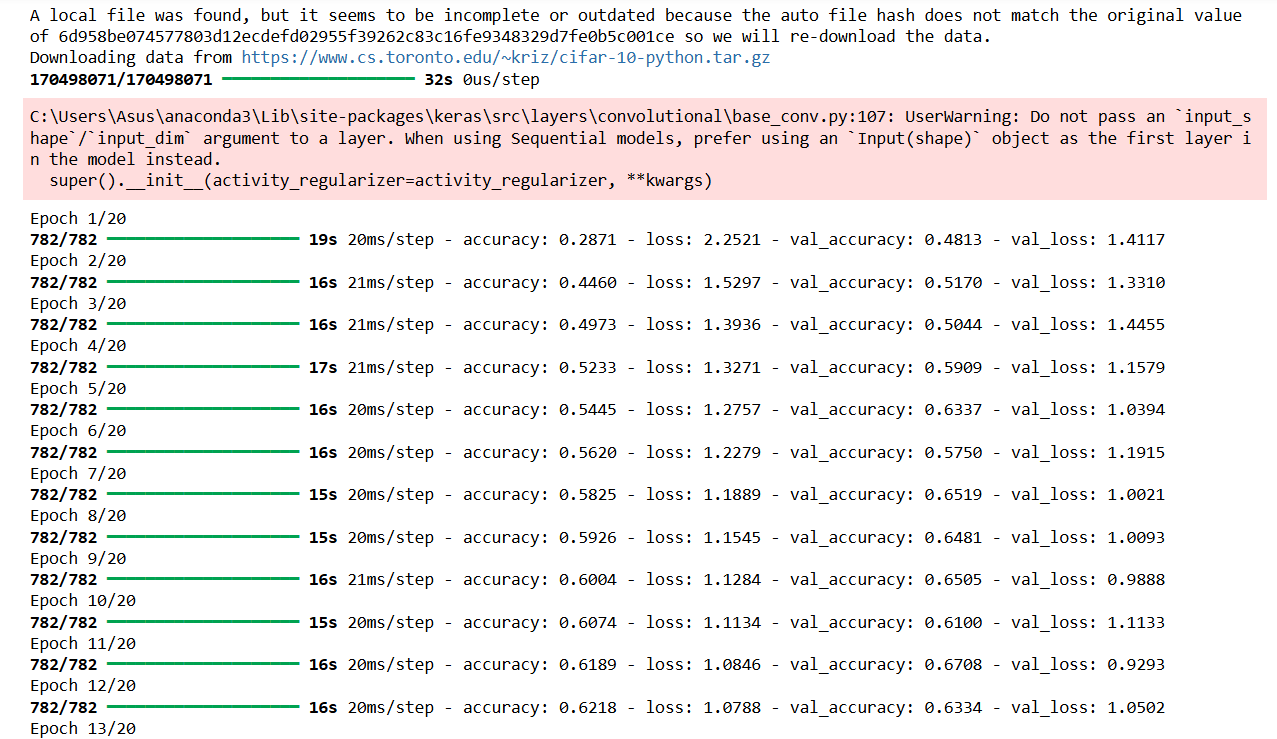 A local file was found, but it seems to be incomplete or outdated because the auto file hash does not match the original value
of 6d958be074577803d12ecdefd02955f39262c83c16fe9348329d7fe0b5c001ce so we will re-download the data.
Downloading data from https://www.cs.toronto.edu/~kriz/cifar-10-python.tar.gz
170498071/170498071 ━━━━━━━━━━━━━━━━━━━━ 32s 0us/step
C:\Users\Asus\anaconda3\Lib\site-packages\keras\src\layers\convolutional\base_conv.py:107: UserWarning: Do not pass an `input_s
hape`/`input_dim` argument to a layer. When using Sequential models, prefer using an `Input(shape)` object as the first layer i
n the model instead.
  super().__init__(activity_regularizer=activity_regularizer, **kwargs)
Epoch 1/20
782/782 ━━━━━━━━━━━━━━━━━━━━ 19s 20ms/step - accuracy: 0.2871 - loss: 2.2521 - val_accuracy: 0.4813 - val_loss: 1.4117
Epoch 2/20
782/782 ━━━━━━━━━━━━━━━━━━━━ 16s 21ms/step - accuracy: 0.4460 - loss: 1.5297 - val_accuracy: 0.5170 - val_loss: 1.3310
Epoch 3/20
782/782 ━━━━━━━━━━━━━━━━━━━━ 16s 21ms/step - accuracy: 0.4973 - loss: 1.3936 - val_accuracy: 0.5044 - val_loss: 1.4455
Epoch 4/20
782/782 ━━━━━━━━━━━━━━━━━━━━ 17s 21ms/step - accuracy: 0.5233 - loss: 1.3271 - val_accuracy: 0.5909 - val_loss: 1.1579
Epoch 5/20
782/782 ━━━━━━━━━━━━━━━━━━━━ 16s 20ms/step - accuracy: 0.5445 - loss: 1.2757 - val_accuracy: 0.6337 - val_loss: 1.0394
Epoch 6/20
782/782 ━━━━━━━━━━━━━━━━━━━━ 16s 20ms/step - accuracy: 0.5620 - loss: 1.2279 - val_accuracy: 0.5750 - val_loss: 1.1915
Epoch 7/20
782/782 ━━━━━━━━━━━━━━━━━━━━ 15s 20ms/step - accuracy: 0.5825 - loss: 1.1889 - val_accuracy: 0.6519 - val_loss: 1.0021
Epoch 8/20
782/782 ━━━━━━━━━━━━━━━━━━━━ 15s 20ms/step - accuracy: 0.5926 - loss: 1.1545 - val_accuracy: 0.6481 - val_loss: 1.0093
Epoch 9/20
782/782 ━━━━━━━━━━━━━━━━━━━━ 16s 21ms/step - accuracy: 0.6004 - loss: 1.1284 - val_accuracy: 0.6505 - val_loss: 0.9888
Epoch 10/20
782/782 ━━━━━━━━━━━━━━━━━━━━ 15s 20ms/step - accuracy: 0.6074 - loss: 1.1134 - val_accuracy: 0.6100 - val_loss: 1.1133
Epoch 11/20
782/782 ━━━━━━━━━━━━━━━━━━━━ 16s 20ms/step - accuracy: 0.6189 - loss: 1.0846 - val_accuracy: 0.6708 - val_loss: 0.9293
Epoch 12/20
782/782 ━━━━━━━━━━━━━━━━━━━━ 16s 20ms/step - accuracy: 0.6218 - loss: 1.0788 - val_accuracy: 0.6334 - val_loss: 1.0502
Epoch 13/20